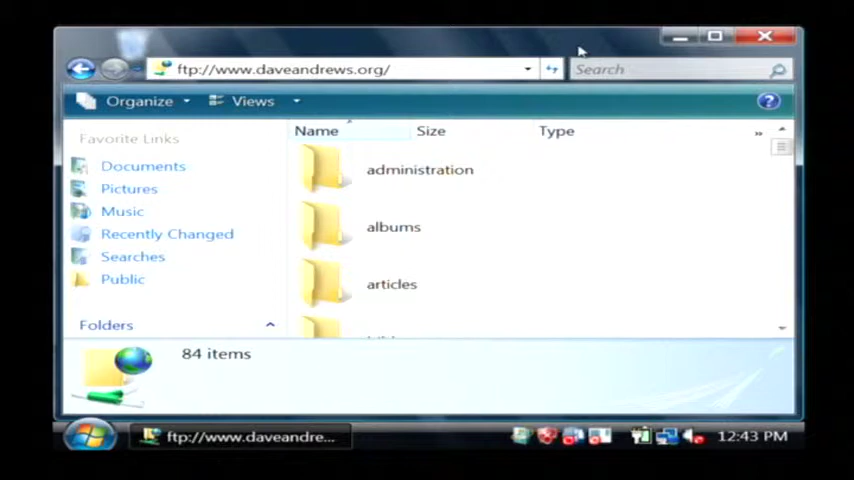 ftp://www.daveandrews.org/
Search
Organize
Views
Favorite Links
Name
Size
Type
Documents
Pictures
Music
Recently Changed
Searches
Public
Folders
administration
albums
articles
84 items
ftp://www.daveandre...
12:43 PM